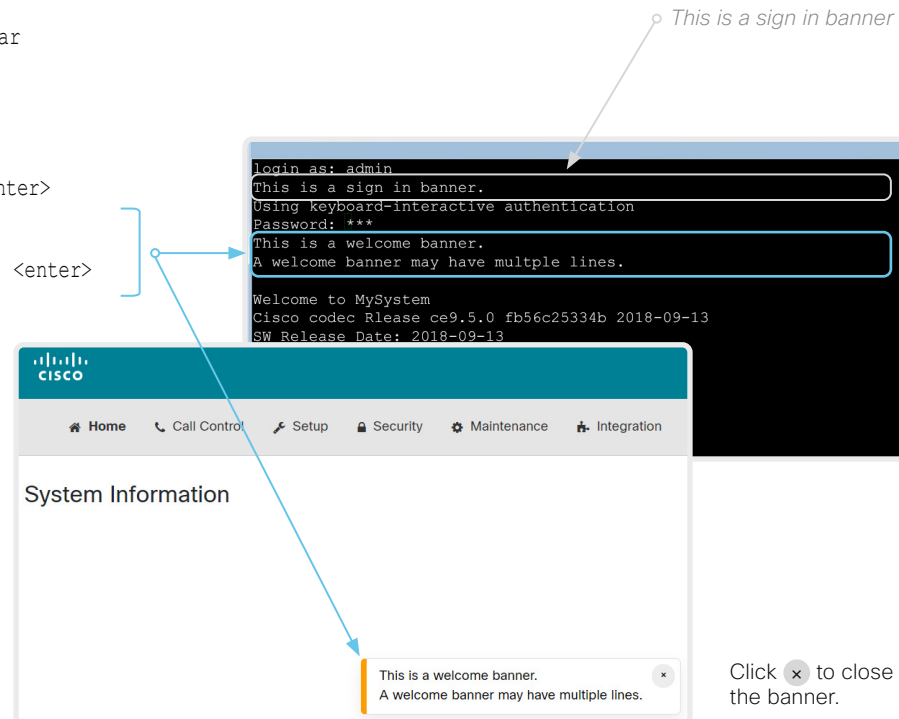 This is a sign in banner
ar
nter>
<enter>
login as: admin
This is a sign in banner.
Using keyboard-interactive authentication
Password: ***
This is a welcome banner.
A welcome banner may have multple lines.
Welcome to MySystem
Cisco codec Rlease ce9.5.0 fb56c25334b 2018-09-13
SW Release Date: 2018-09-13
CISCO
Home Call Control Setup Security Maintenance Integration
System Information
This is a welcome banner.
A welcome banner may have multiple lines.
Click × to close
the banner.